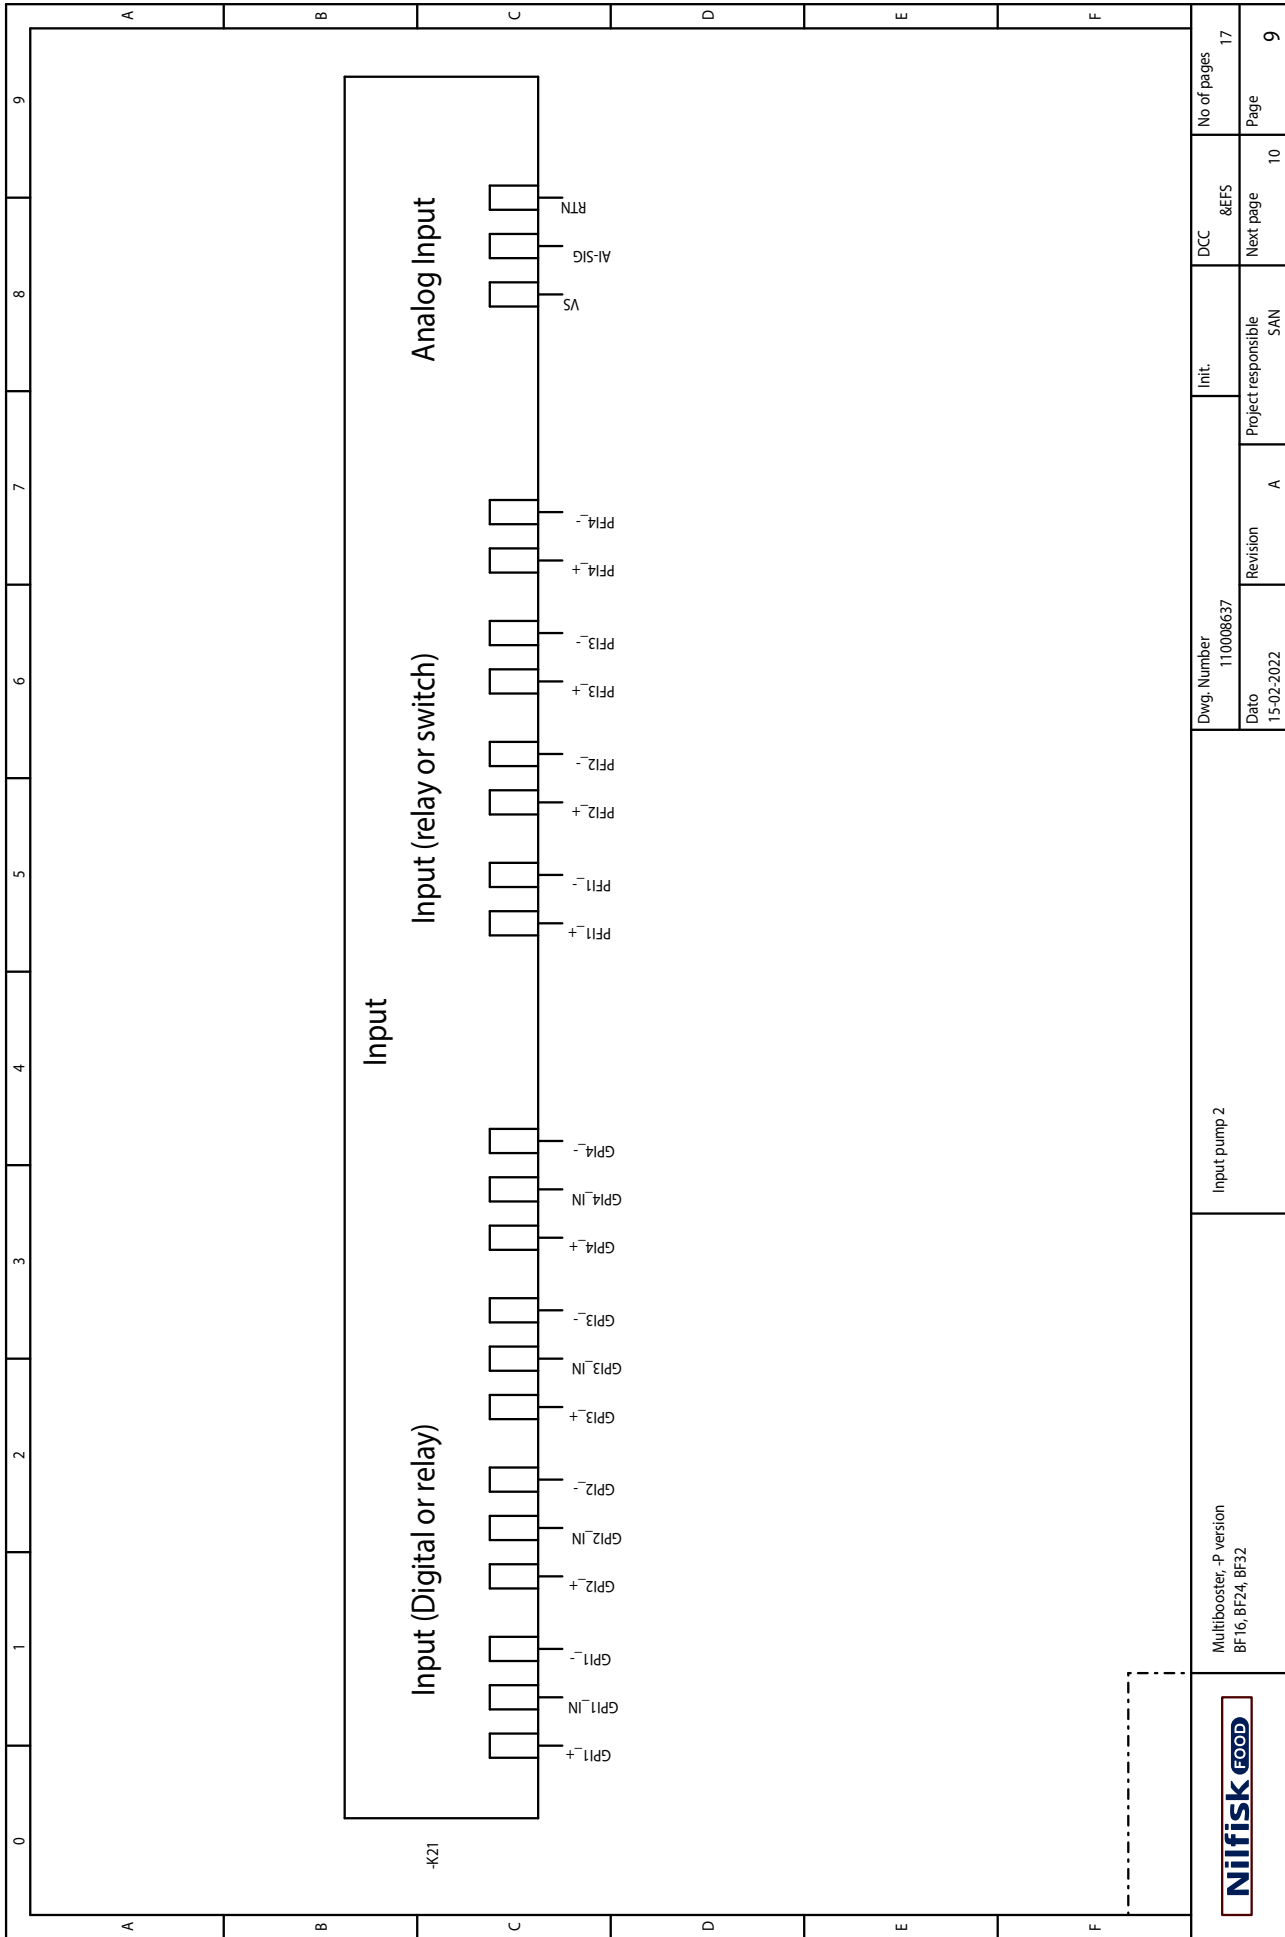 0 1 2 3 4 5 6 7 8 9
A A
B B
C C
D D
E E
F F
-K21
Input
Input (Digital or relay)
Input (relay or switch)
Analog Input
GPI1_+
GPI1_IN
GPI1_-
GPI2_+
GPI2_IN
GPI2_-
GPI3_+
GPI3_IN
GPI3_-
GPI4_+
GPI4_IN
GPI4_-
PFI1_+
PFI1_-
PFI2_+
PFI2_-
PFI3_+
PFI3_-
PFI4_+
PFI4_-
VS
AI-SIG
RTN
Nilfisk FOOD
Multibooster, -P version
BF16, BF24, BF32
Input pump 2
Dwg. Number
110008637
Init.
DCC
&EFS
No of pages
17
Dato
15-02-2022
Revision
A
Project responsible
SAN
Next page
10
Page
9